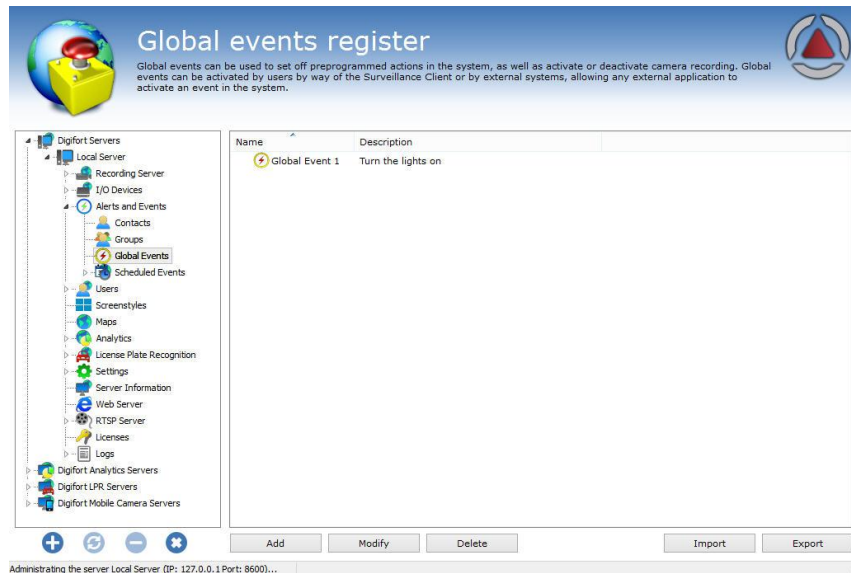 Global events register
Global events can be used to set off preprogrammed actions in the system, as well as activate or deactivate camera recording. Global
events can be activated by users by way of the Surveillance Client or by external systems, allowing any external application to
activate an event in the system.
Digifort Servers
Local Server
Recording Server
I/O Devices
Alerts and Events
Contacts
Groups
Global Events
Scheduled Events
Users
Screenstyles
Maps
Analytics
License Plate Recognition
Settings
Server Information
Web Server
RTSP Server
Licenses
Logs
Digifort Analytics Servers
Digifort LPR Servers
Digifort Mobile Camera Servers
Name Description
Global Event 1 Turn the lights on
Add Modify Delete Import Export
Administrating the server Local Server (IP: 127.0.0.1 Port: 8600)...